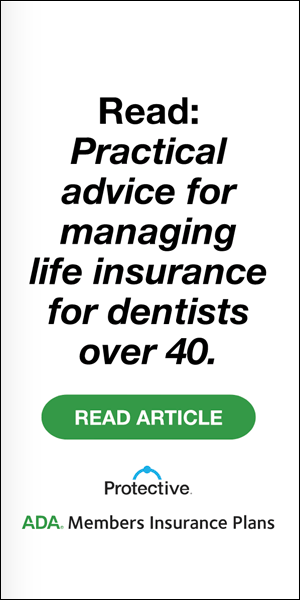 Read:
Practical
advice for
managing
life insurance
for dentists
over 40.
READ ARTICLE
Protective.
ADA® Members Insurance Plans